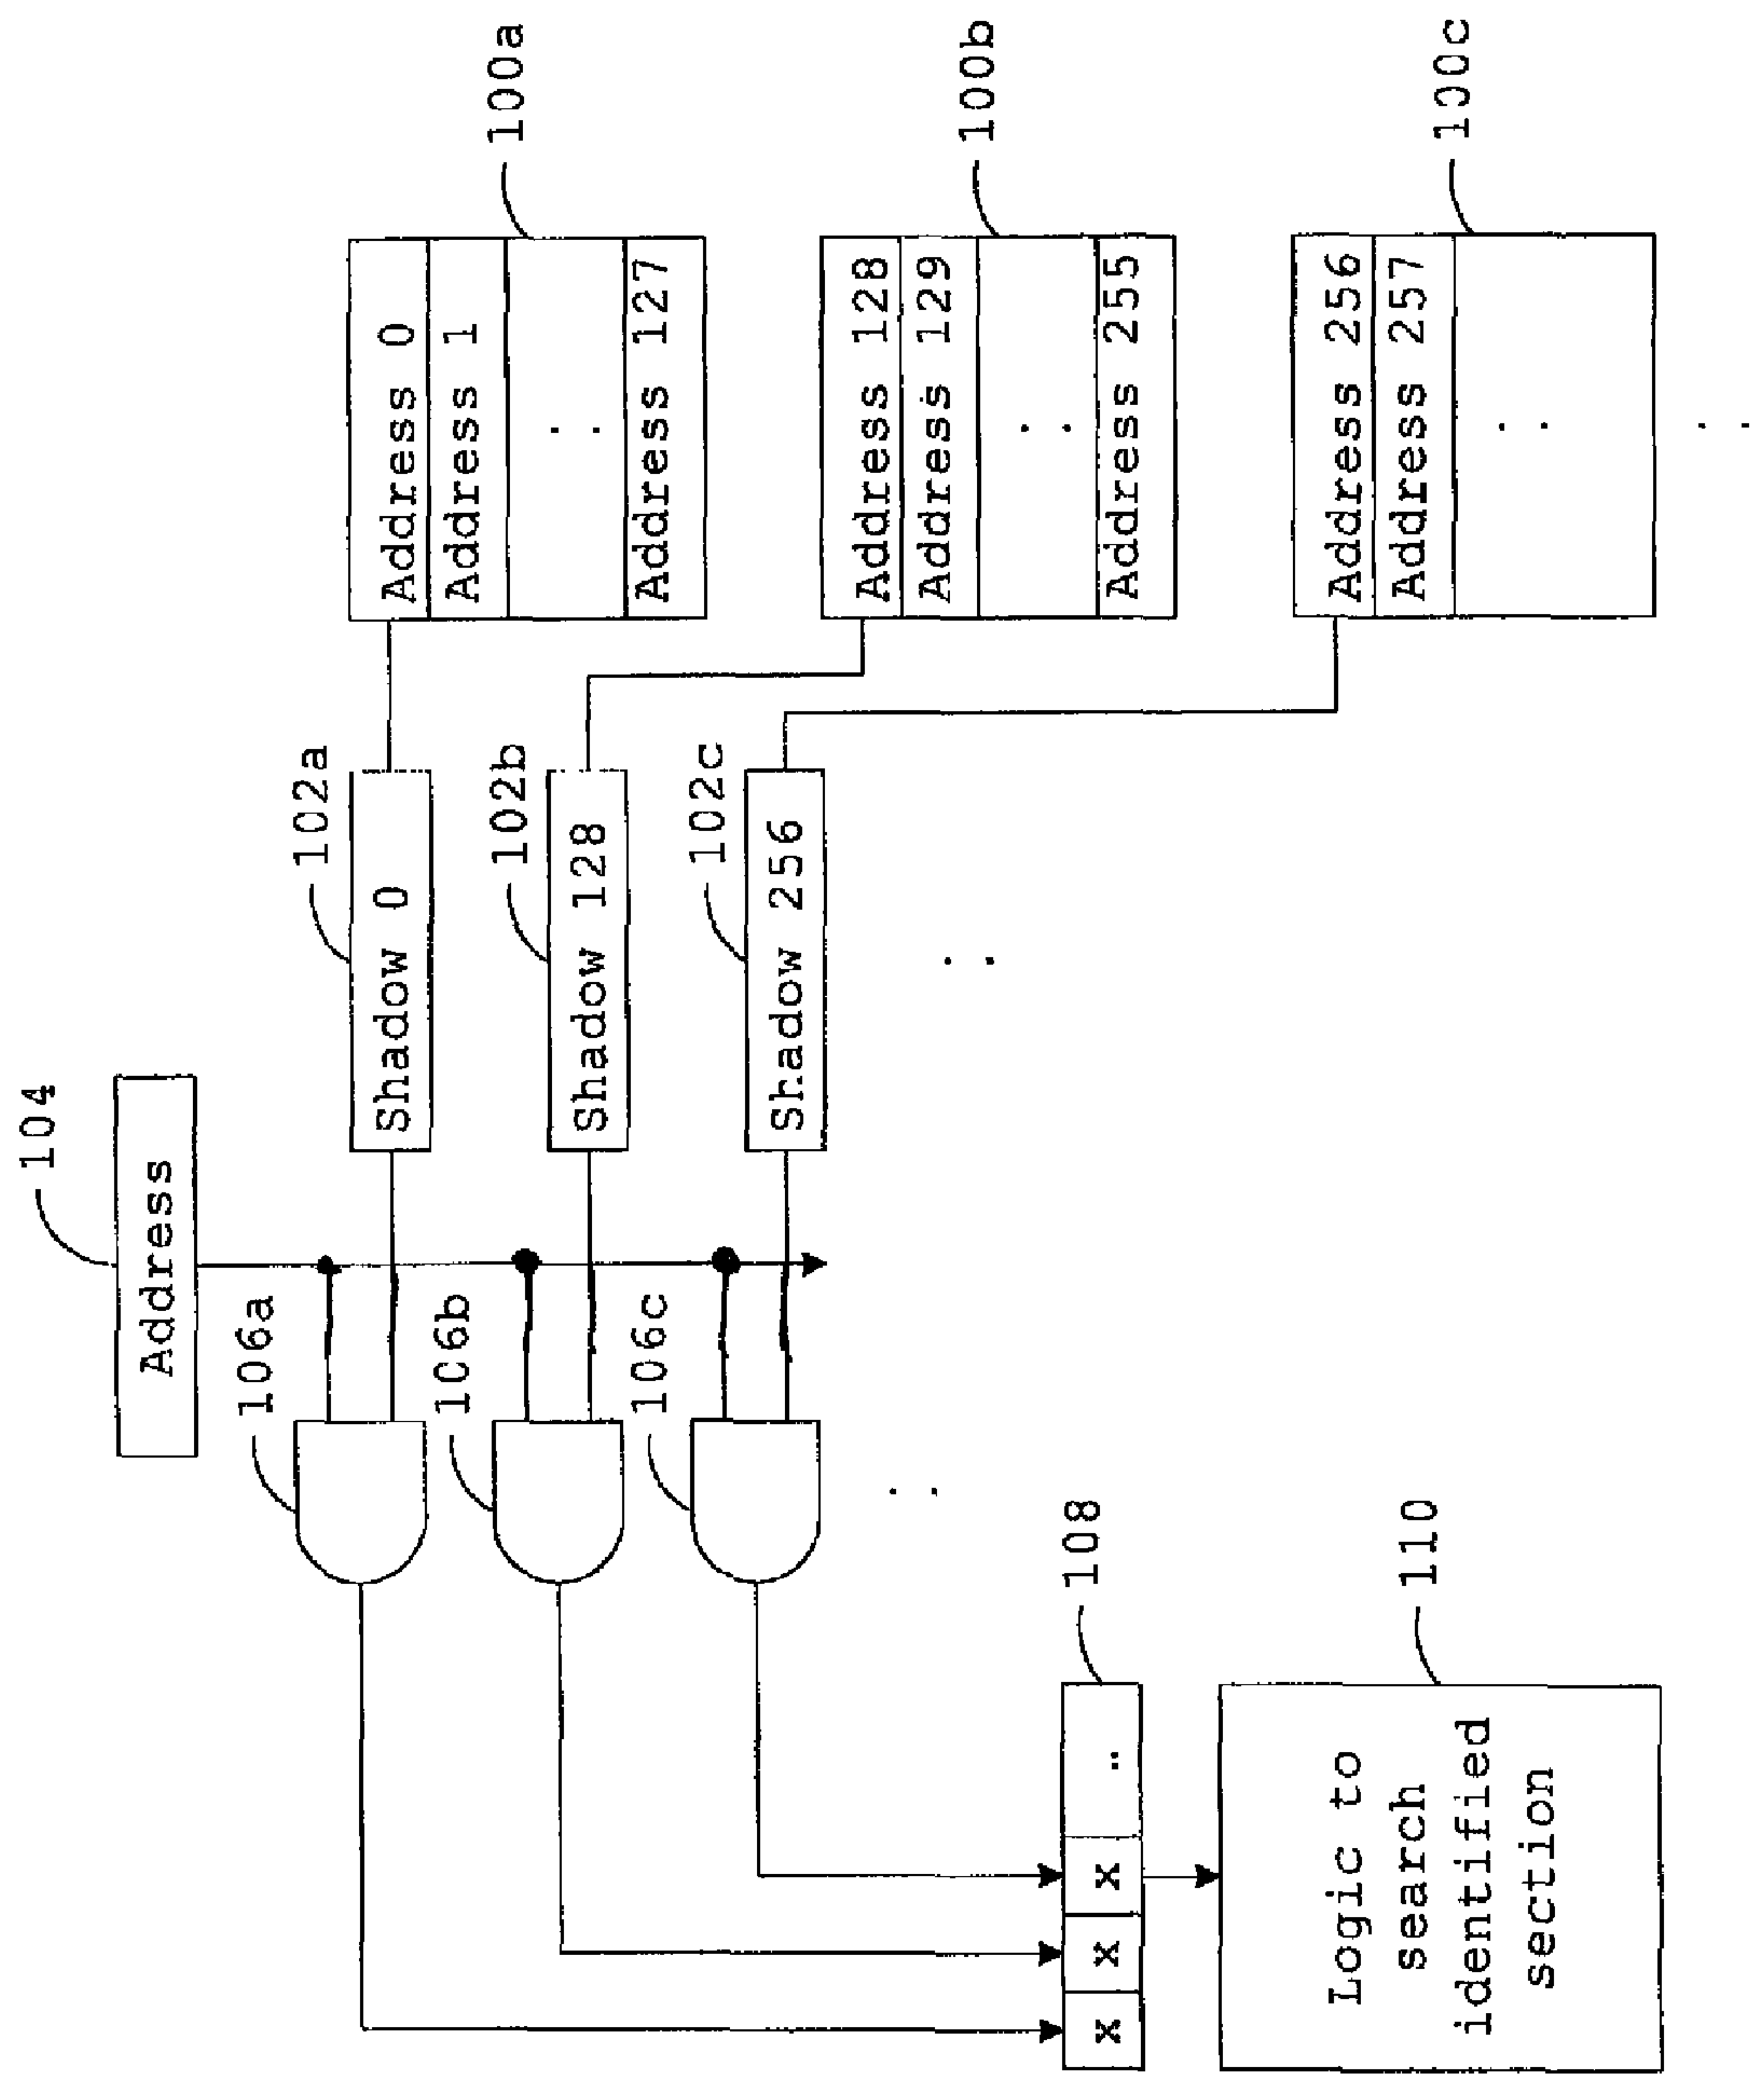 104
Address
106a
106b
106c
102a
Shadow 0
102b
Shadow 128
102c
Shadow 256
100a
Address 0
Address 1
Address 127
100b
Address 128
Address 129
Address 255
100c
Address 256
Address 257
108
x x x ..
110
Logic to
search
identified
section